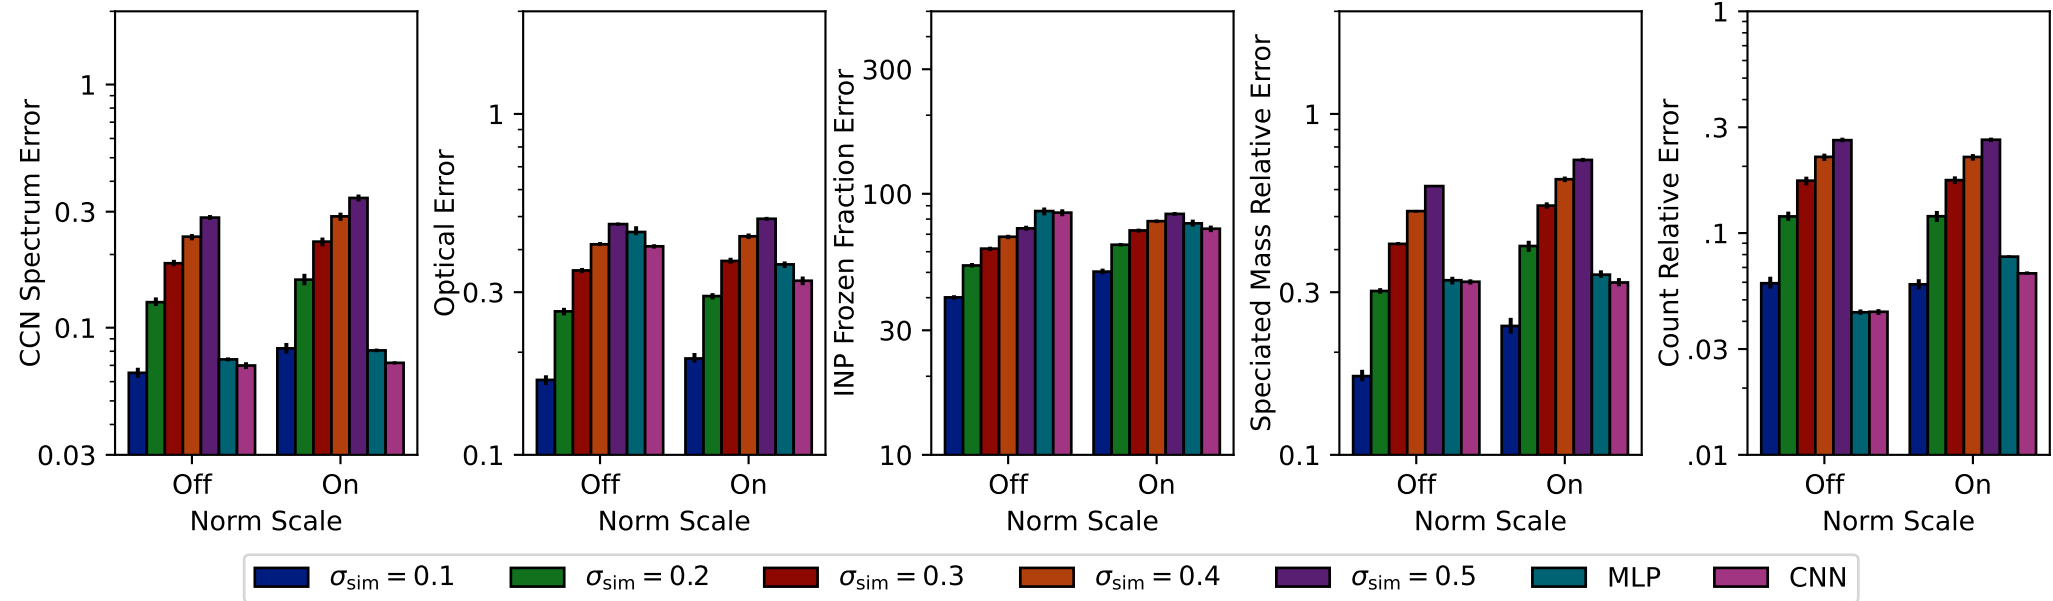 CCN Spectrum Error
1
0.3
0.1
0.03
Off
On
Norm Scale
Optical Error
1
0.3
0.1
Off
On
Norm Scale
INP Frozen Fraction Error
300
100
30
10
Off
On
Norm Scale
Speciated Mass Relative Error
1
0.3
0.1
Off
On
Norm Scale
Count Relative Error
1
.3
.1
.03
.01
Off
On
Norm Scale
σsim = 0.1
σsim = 0.2
σsim = 0.3
σsim = 0.4
σsim = 0.5
MLP
CNN